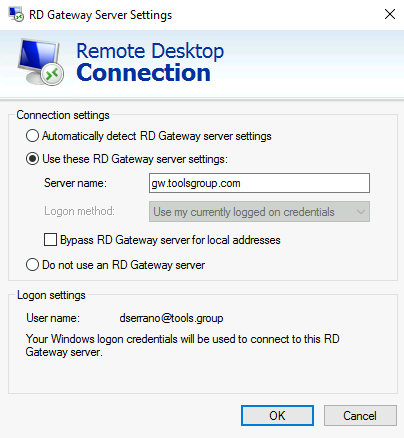 RD Gateway Server Settings
Remote Desktop
Connection
Connection settings
Automatically detect RD Gateway server settings
Use these RD Gateway server settings:
Server name: gw.toolsgroup.com
Logon method: Use my currently logged on credentials
Bypass RD Gateway server for local addresses
Do not use an RD Gateway server
Logon settings
User name: dserrano@tools.group
Your Windows logon credentials will be used to connect to this RD
Gateway server.
OK Cancel